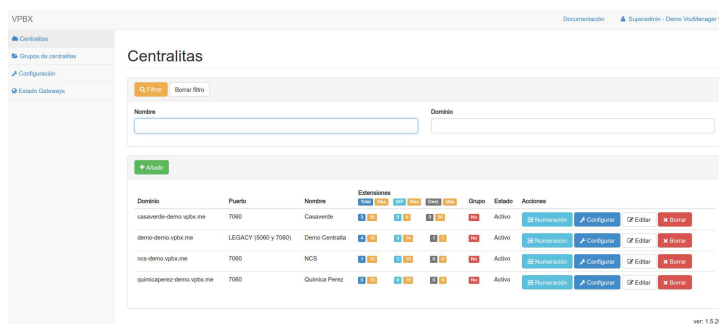 VPBX
Documentación
Superadmin - Demo VozManager
Centralitas
Grupos de centralitas
Configuración
Estado Gateways
Centralitas
Filtrar Borrar filtro
Nombre Dominio
Añadir
Extensiones
Dominio Puerto Nombre Total Max SIP Max Desv. Max Grupo Estado Acciones
casaverde-demo.vpbx.me 7060 Casaverde No Activo Numeración Configurar Editar Borrar
demo-demo.vpbx.me LEGACY (5060 y 7060) Demo Centralita No Activo Numeración Configurar Editar Borrar
ncs-demo.vpbx.me 7060 NCS No Activo Numeración Configurar Editar Borrar
quimicaperez-demo.vpbx.me 7060 Quimica Perez No Activo Numeración Configurar Editar Borrar